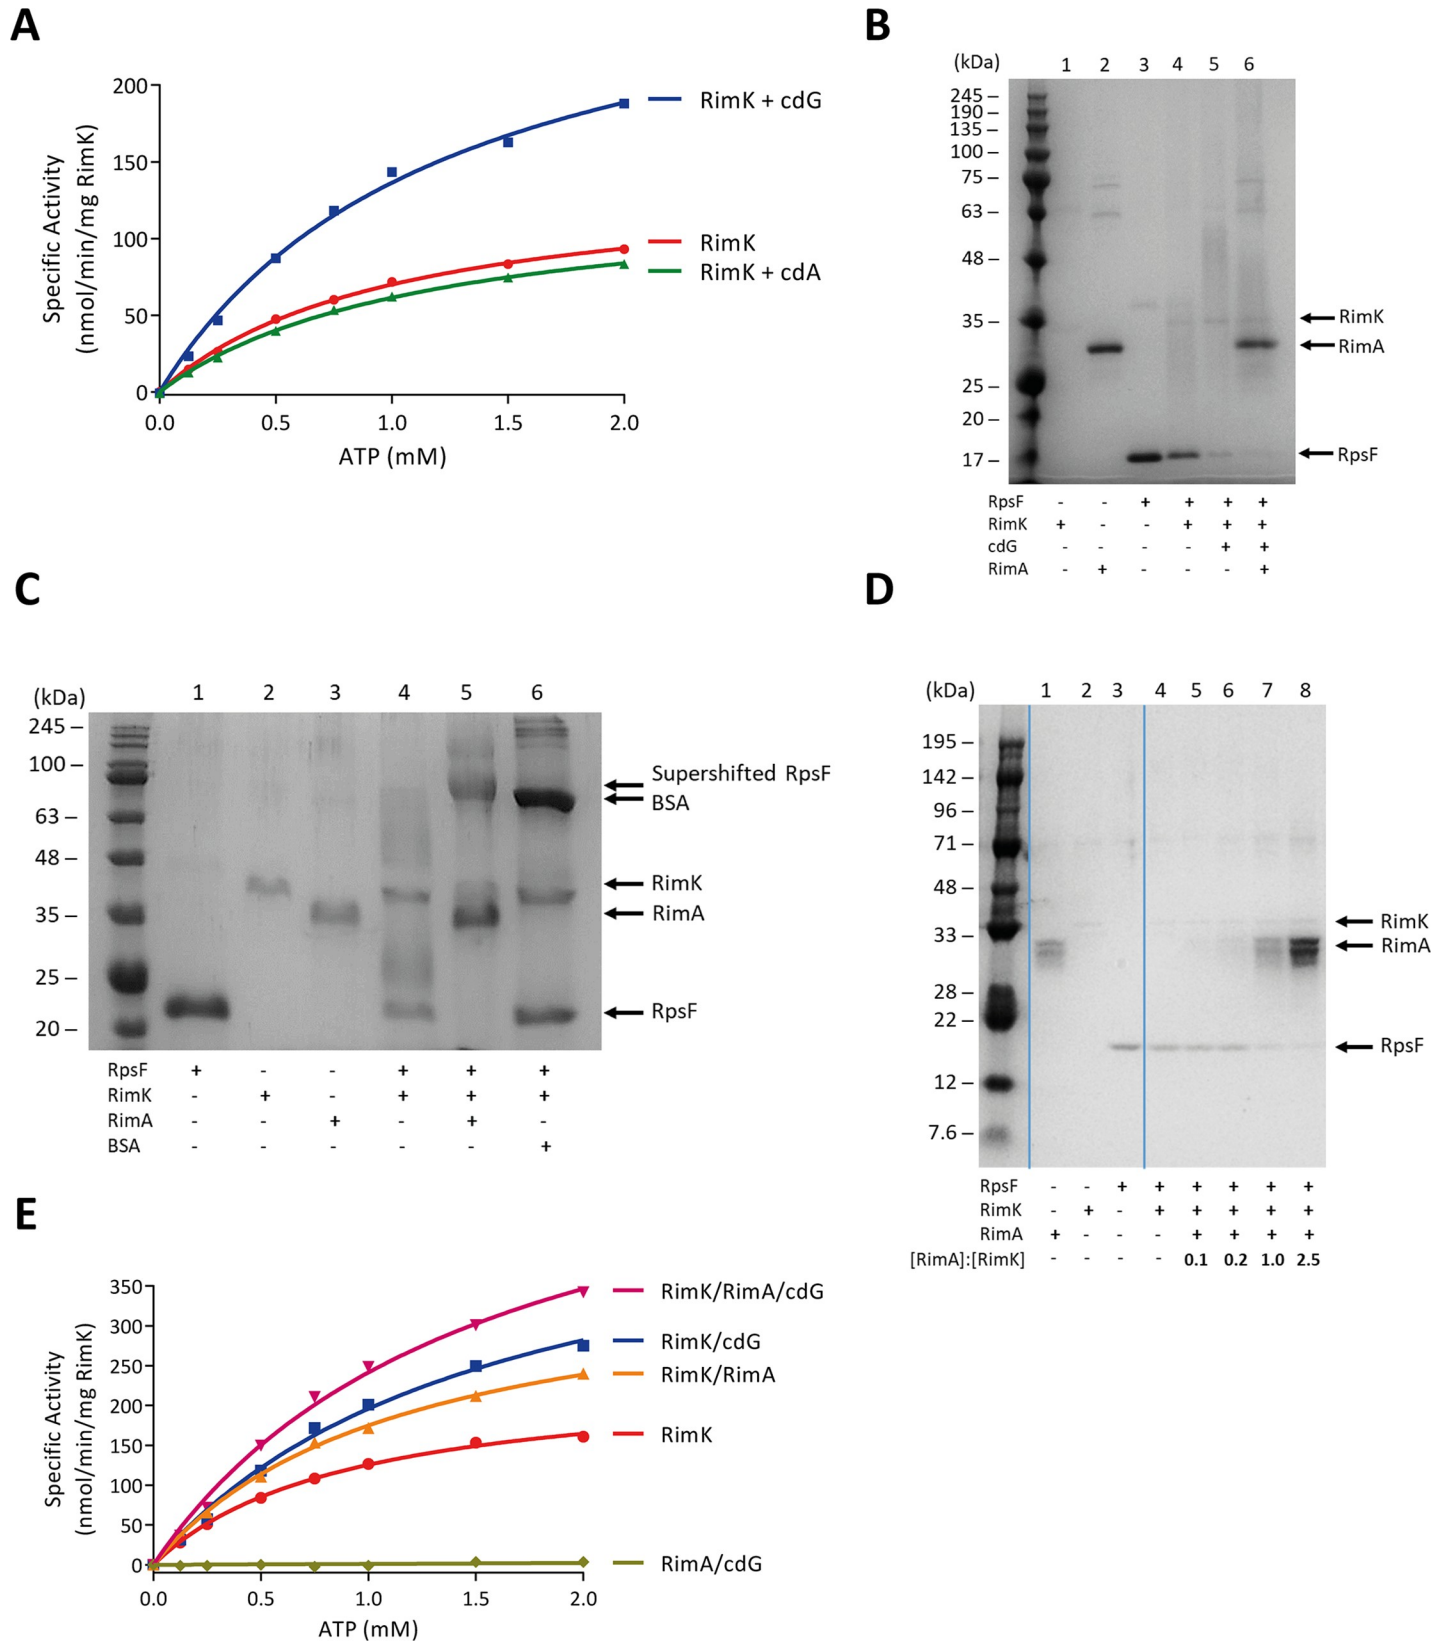 A
200
150
100
50
0
Specific Activity
(nmol/min/mg RimK)
0.0 0.5 1.0 1.5 2.0
ATP (mM)
RimK + cdG
RimK
RimK + cdA
B
(kDa) 1 2 3 4 5 6
245 –
190 –
135 –
100 –
75 –
63 –
48 –
35 –
25 –
20 –
17 –
RimK
RimA
RpsF
RpsF - - + + + +
RimK + - - + + +
cdG - - - - + +
RimA - + - - - +
C
(kDa) 1 2 3 4 5 6
245 –
100 –
63 –
48 –
35 –
25 –
20 –
Supershifted RpsF
BSA
RimK
RimA
RpsF
RpsF + - - + + +
RimK - + - + + +
RimA - - + - + -
BSA - - - - - +
D
(kDa) 1 2 3 4 5 6 7 8
195 –
142 –
96 –
71 –
48 –
33 –
28 –
22 –
12 –
7.6 –
RimK
RimA
RpsF
RpsF - - + + + + + +
RimK - + - + + + + +
RimA + - - - + + + +
[RimA]:[RimK] - - - - 0.1 0.2 1.0 2.5
E
350
300
250
200
150
100
50
0
Specific Activity
(nmol/min/mg RimK)
0.0 0.5 1.0 1.5 2.0
ATP (mM)
RimK/RimA/cdG
RimK/cdG
RimK/RimA
RimK
RimA/cdG